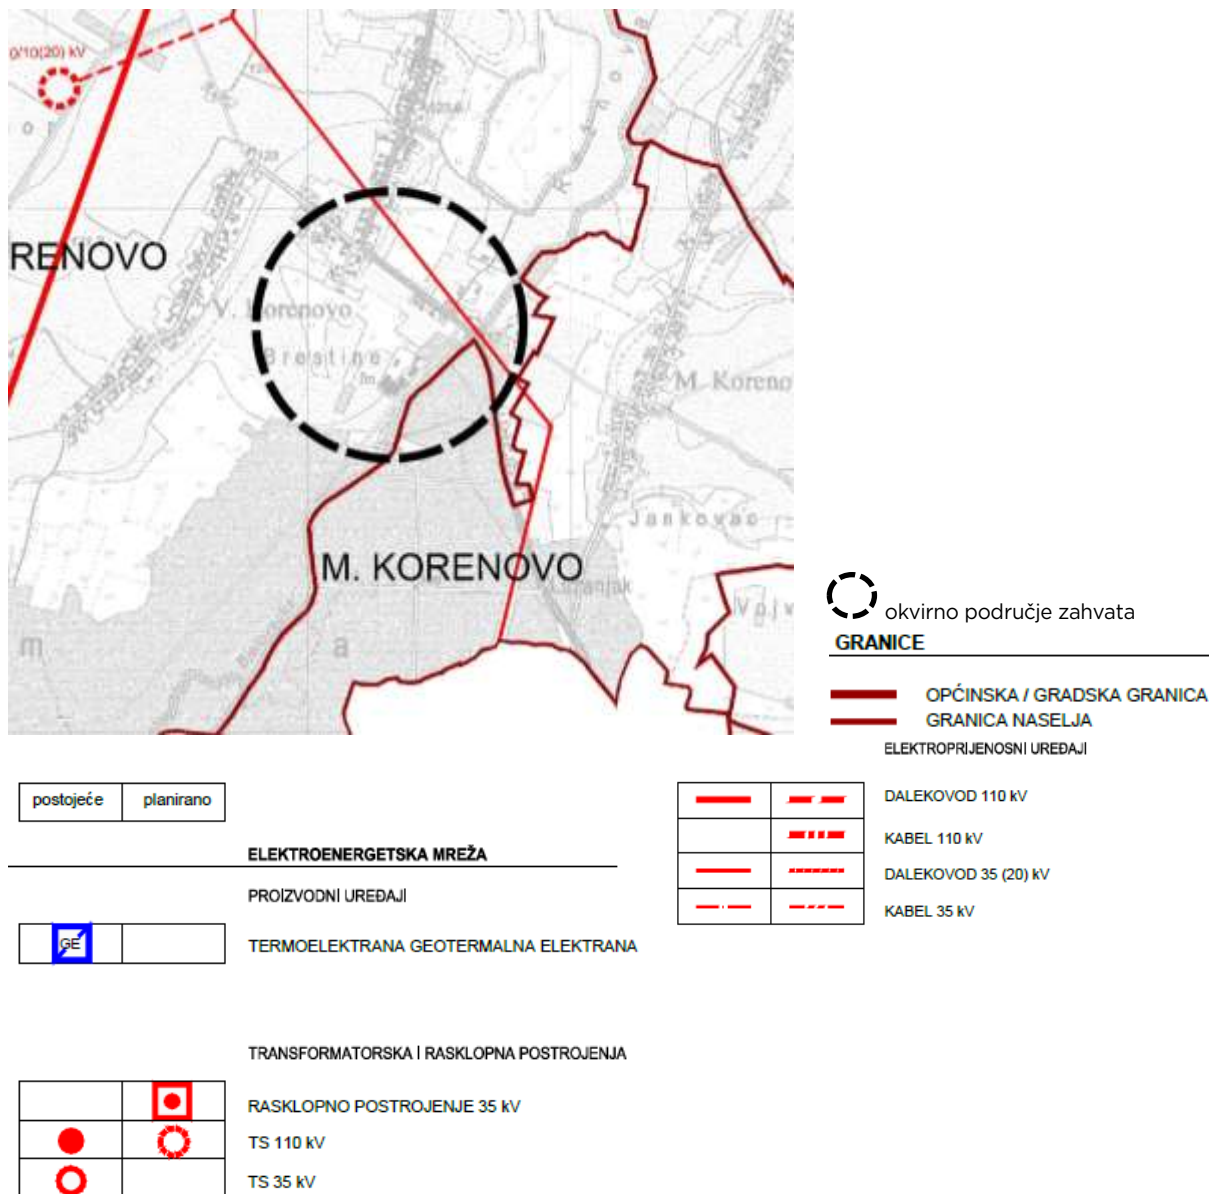 0/10(20) kV
RENOVO
V. Korenovo
Brestine
fm
M. Koreno
Jankovac
M. KORENOVO
Vojv
m
a
okvirno područje zahvata
GRANICE
OPĆINSKA / GRADSKA GRANICA
GRANICA NASELJA
ELEKTROPRIJENOSNI UREĐAJI
postojeće planirano
DALEKOVOD 110 kV
KABEL 110 kV
DALEKOVOD 35 (20) kV
KABEL 35 kV
ELEKTROENERGETSKA MREŽA
PROIZVODNI UREĐAJI
GE
TERMOELEKTRANA GEOTERMALNA ELEKTRANA
TRANSFORMATORSKA I RASKLOPNA POSTROJENJA
RASKLOPNO POSTROJENJE 35 kV
TS 110 kV
TS 35 kV